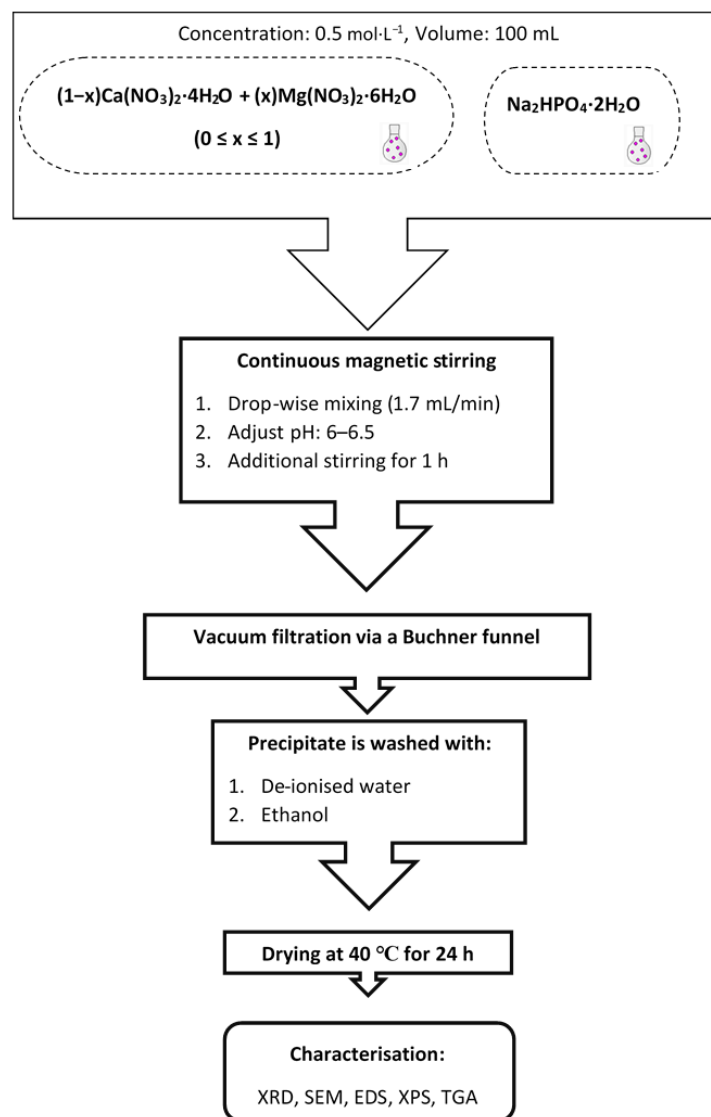 Concentration: 0.5 mol·L⁻¹, Volume: 100 mL
(1−x)Ca(NO₃)₂·4H₂O + (x)Mg(NO₃)₂·6H₂O
(0 ≤ x ≤ 1)
Na₂HPO₄·2H₂O
Continuous magnetic stirring
1. Drop-wise mixing (1.7 mL/min)
2. Adjust pH: 6–6.5
3. Additional stirring for 1 h
Vacuum filtration via a Buchner funnel
Precipitate is washed with:
1. De-ionised water
2. Ethanol
Drying at 40 °C for 24 h
Characterisation:
XRD, SEM, EDS, XPS, TGA